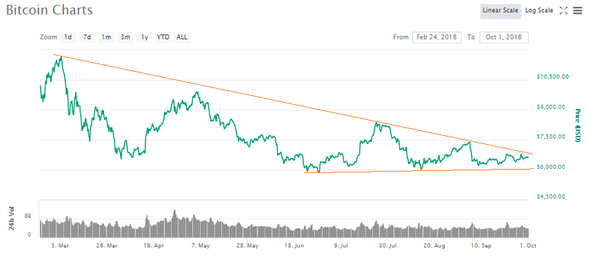 Bitcoin Charts
Linear Scale Log Scale
Zoom 1d 7d 1m 3m 1y YTD ALL
From Feb 24, 2018 To Oct 1, 2018
$10,500.00
$9,000.00
$7,500.00
$6,000.00
$4,500.00
Price (USD)
24h Vol
8B
0
5. Mar 26. Mar 16. Apr 7. May 28. May 18. Jun 9. Jul 30. Jul 20. Aug 10. Sep 1. Oct